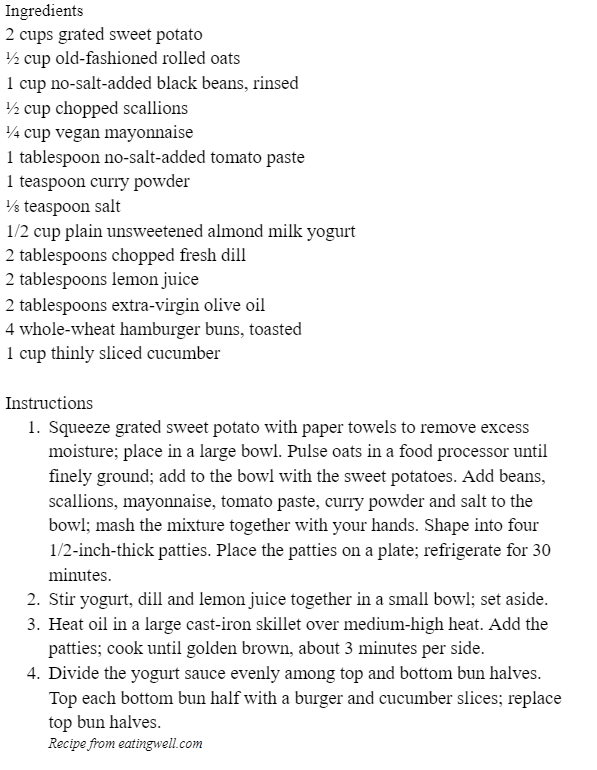 Ingredients
2 cups grated sweet potato
½ cup old-fashioned rolled oats
1 cup no-salt-added black beans, rinsed
½ cup chopped scallions
¼ cup vegan mayonnaise
1 tablespoon no-salt-added tomato paste
1 teaspoon curry powder
⅛ teaspoon salt
1/2 cup plain unsweetened almond milk yogurt
2 tablespoons chopped fresh dill
2 tablespoons lemon juice
2 tablespoons extra-virgin olive oil
4 whole-wheat hamburger buns, toasted
1 cup thinly sliced cucumber
Instructions
1. Squeeze grated sweet potato with paper towels to remove excess
moisture; place in a large bowl. Pulse oats in a food processor until
finely ground; add to the bowl with the sweet potatoes. Add beans,
scallions, mayonnaise, tomato paste, curry powder and salt to the
bowl; mash the mixture together with your hands. Shape into four
1/2-inch-thick patties. Place the patties on a plate; refrigerate for 30
minutes.
2. Stir yogurt, dill and lemon juice together in a small bowl; set aside.
3. Heat oil in a large cast-iron skillet over medium-high heat. Add the
patties; cook until golden brown, about 3 minutes per side.
4. Divide the yogurt sauce evenly among top and bottom bun halves.
Top each bottom bun half with a burger and cucumber slices; replace
top bun halves.
Recipe from eatingwell.com